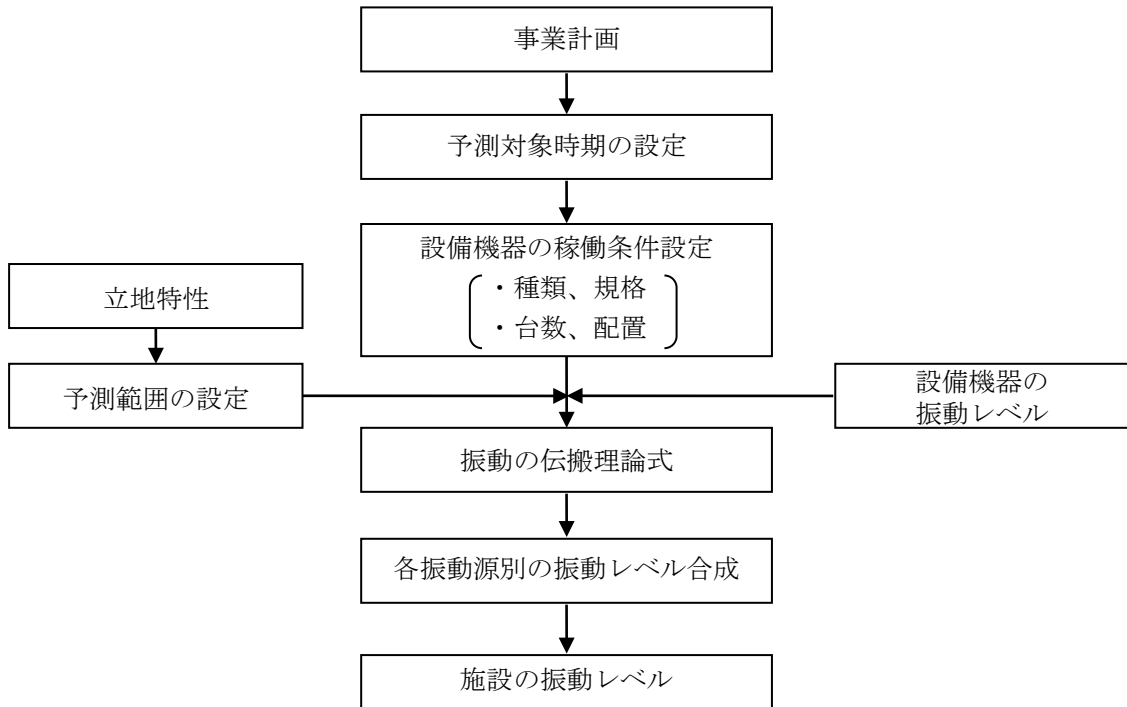 事業計画
予測対象時期の設定
設備機器の稼働条件設定
・種類、規格
・台数、配置
立地特性
予測範囲の設定
設備機器の
振動レベル
振動の伝搬理論式
各振動源別の振動レベル合成
施設の振動レベル